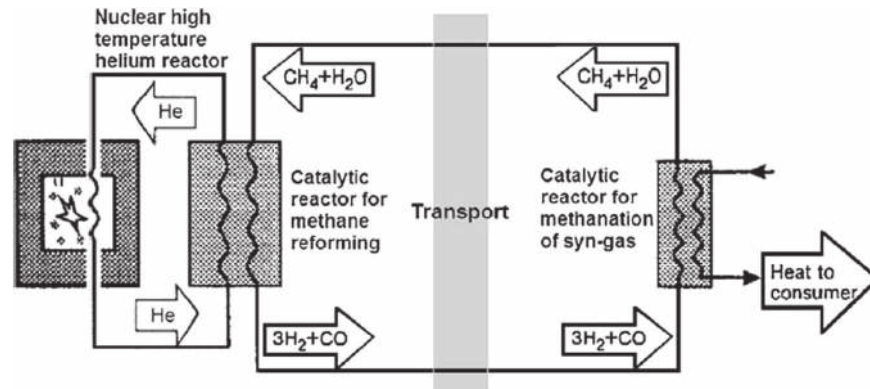 Nuclear high
temperature
helium reactor
He
CH₄+H₂O
CH₄+H₂O
Catalytic
reactor for
methane
reforming
Transport
Catalytic
reactor for
methanation
of syn-gas
Heat to
consumer
He
3H₂+CO
3H₂+CO